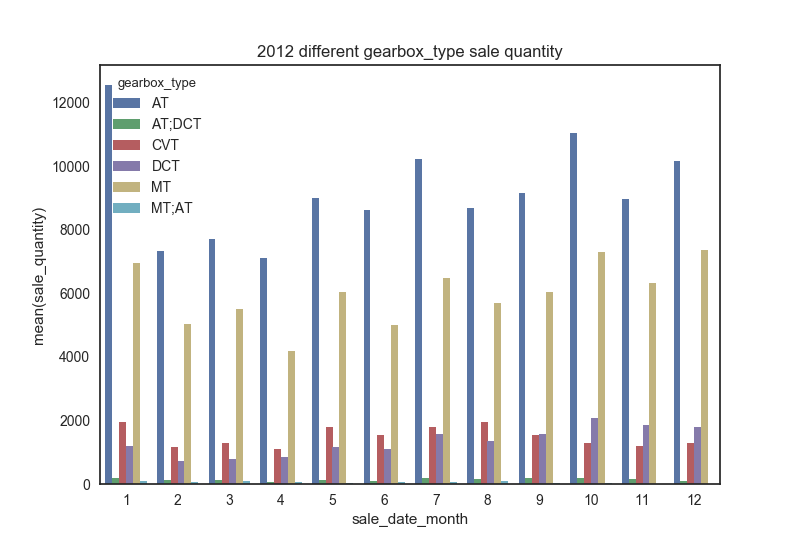 2012 different gearbox_type sale quantity
gearbox_type
AT
AT;DCT
CVT
DCT
MT
MT;AT
mean(sale_quantity)
12000
10000
8000
6000
4000
2000
0
1 2 3 4 5 6 7 8 9 10 11 12
sale_date_month